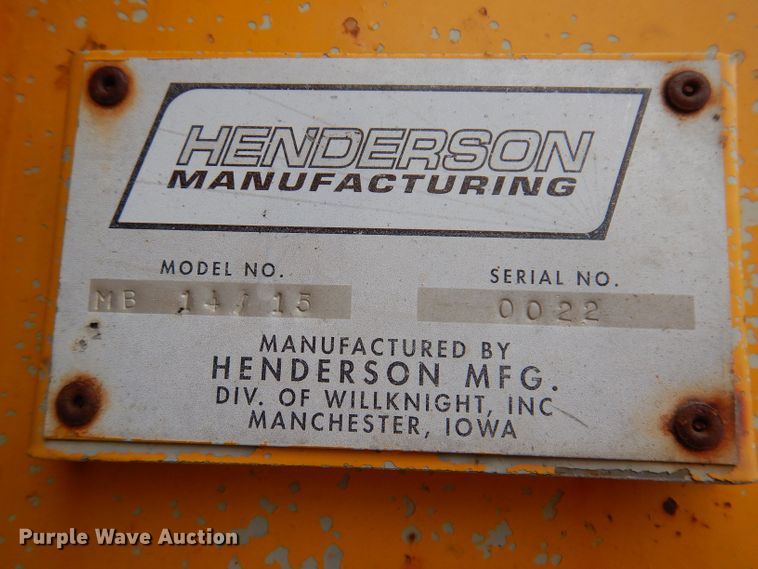 HENDERSON
MANUFACTURING
MODEL NO. SERIAL NO.
MB 14/15 0022
MANUFACTURED BY
HENDERSON MFG.
DIV. OF WILLKNIGHT, INC
MANCHESTER, IOWA
Purple Wave Auction